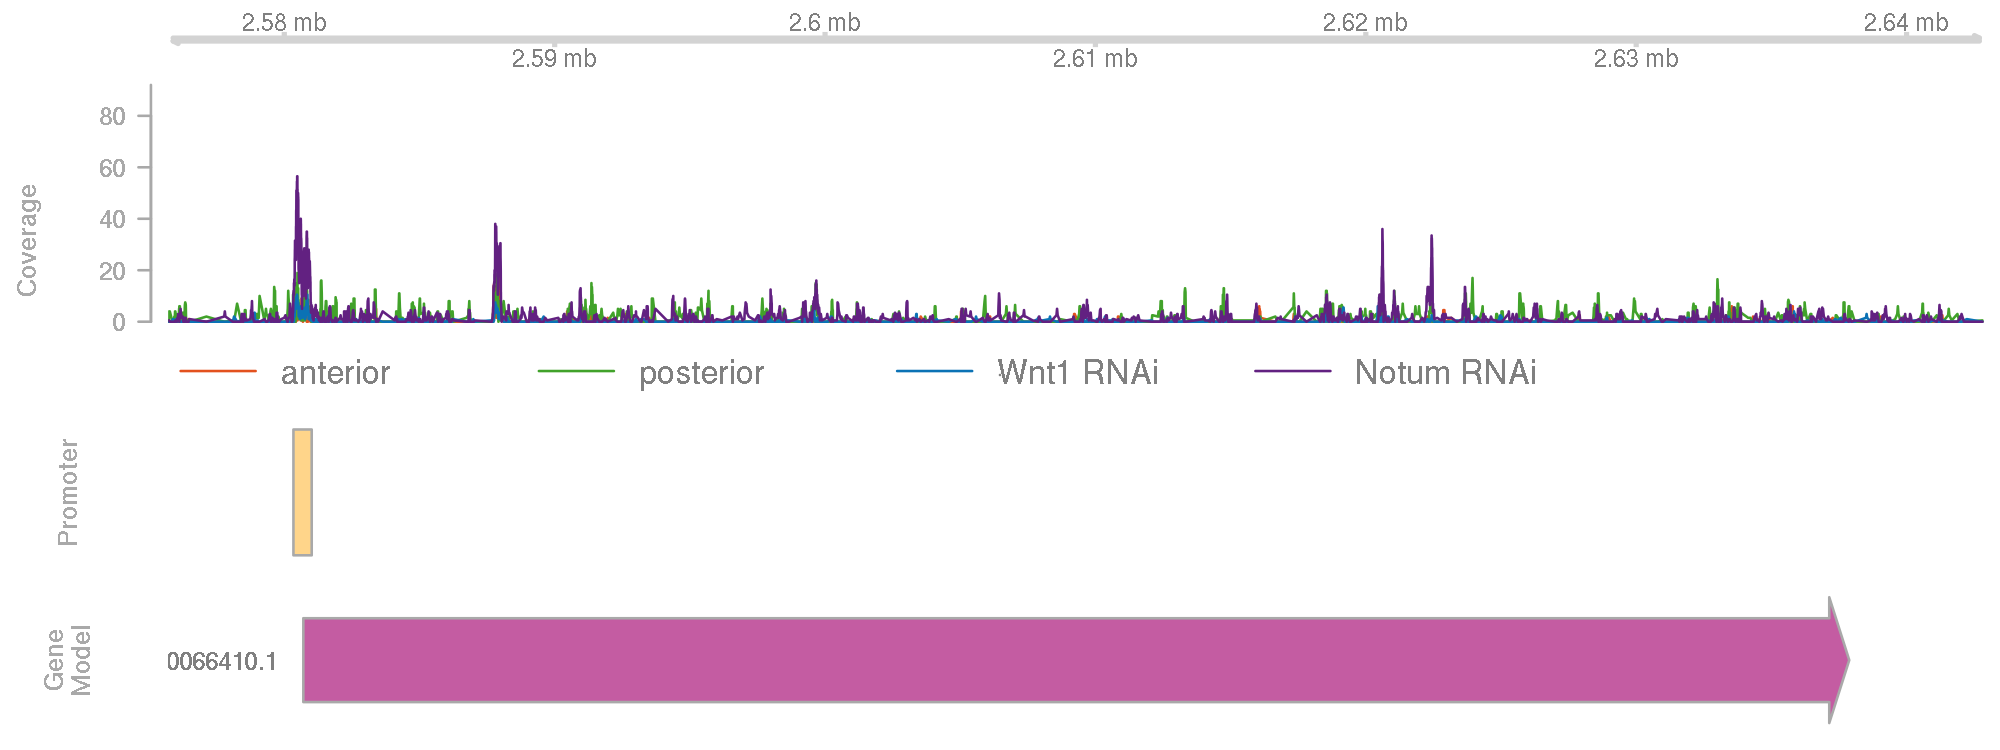 2.58 mb 2.6 mb 2.62 mb 2.64 mb
2.59 mb 2.61 mb 2.63 mb
Coverage
80
60
40
20
0
anterior posterior Wnt1 RNAi Notum RNAi
Promoter
Gene
Model
0066410.1